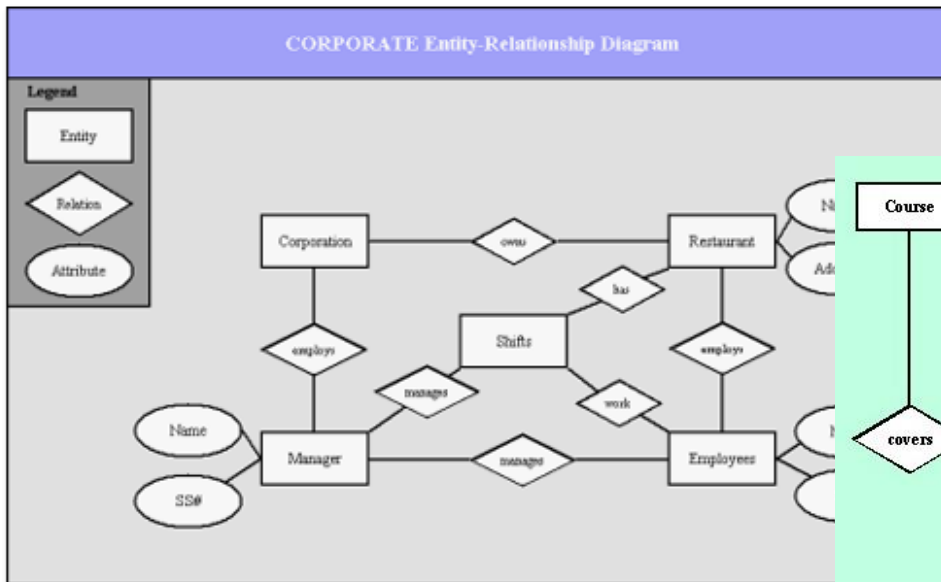 CORPORATE Entity-Relationship Diagram
Legend
Entity
Relation
Attribute
Corporation
owns
Restaurant
has
Shifts
employs
employs
manages
work
Name
SS#
Manager
manages
Employees
Course
covers